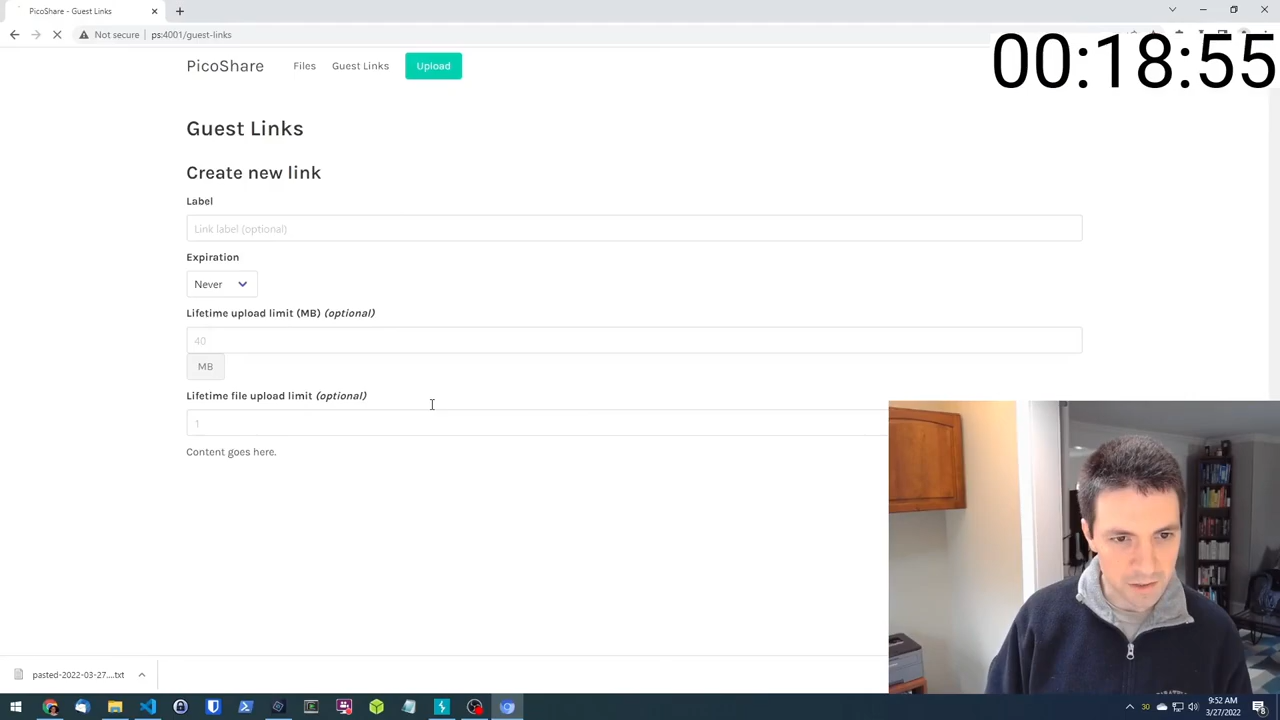 PicoShare - Guest Links
Not secure
ps:4001/guest-links
00:18:55
PicoShare
Files
Guest Links
Upload
Guest Links
Create new link
Label
Link label (optional)
Expiration
Never
Lifetime upload limit (MB) (optional)
40
MB
Lifetime file upload limit (optional)
1
Content goes here.
pasted-2022-03-27....txt
30
9:52 AM
3/27/2022
8